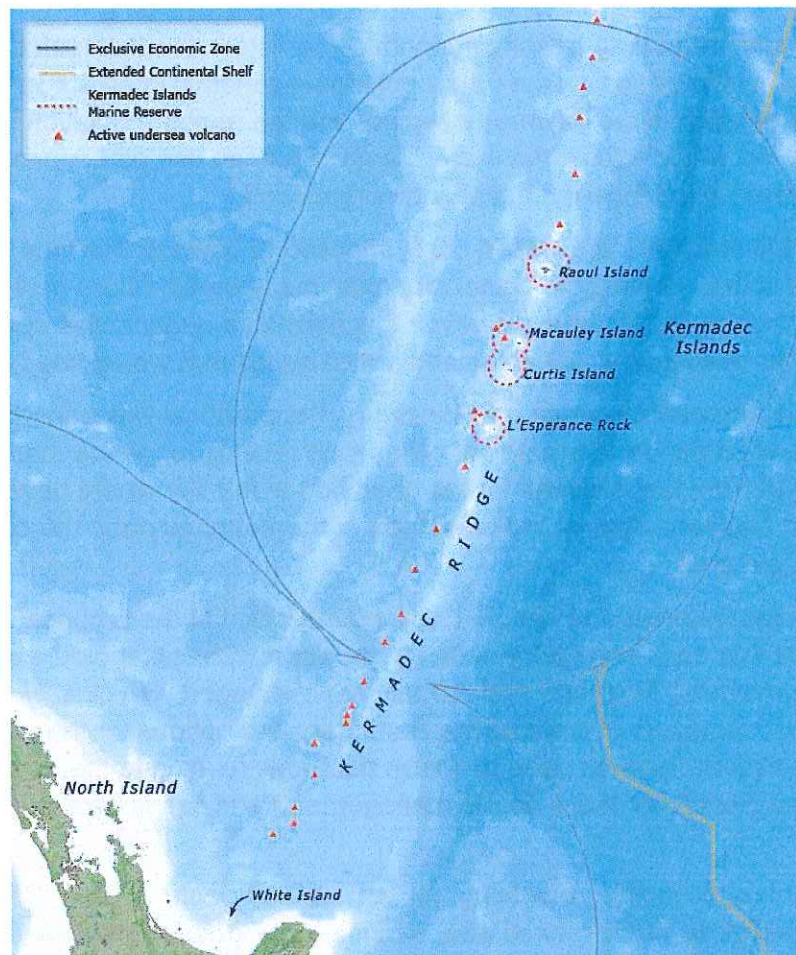 Exclusive Economic Zone
Extended Continental Shelf
Kermadec Islands
Marine Reserve
Active undersea volcano
Raoul Island
Macauley Island
Kermadec
Islands
Curtis Island
L'Esperance Rock
KERMADEC RIDGE
North Island
White Island